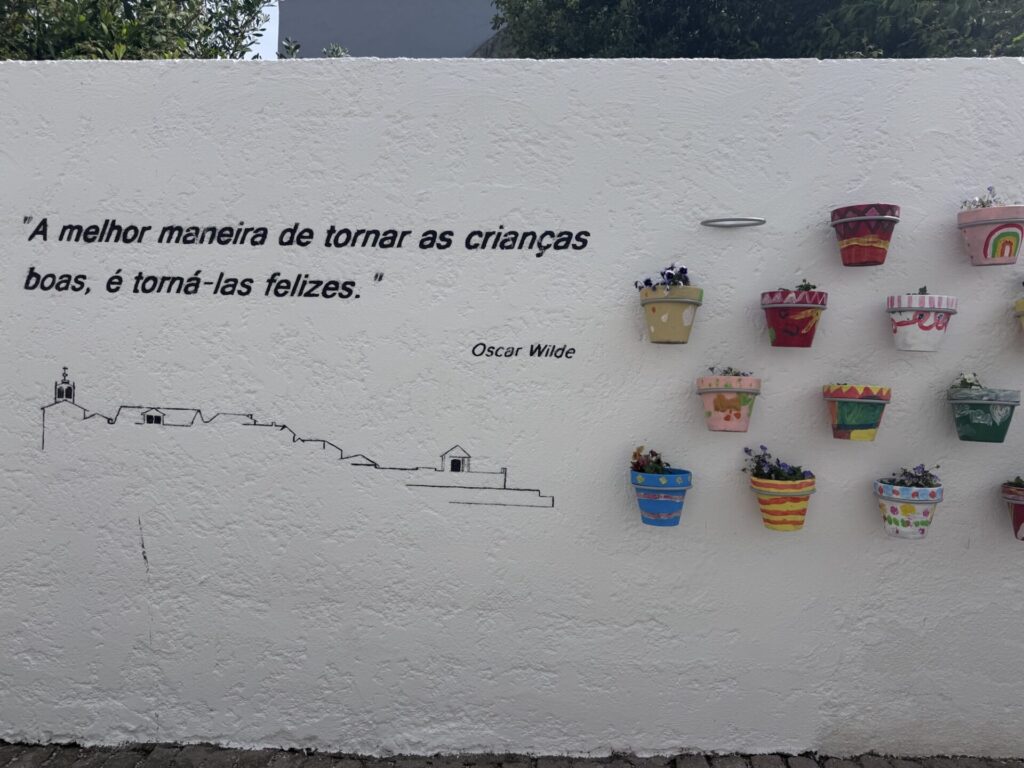 "A melhor maneira de tornar as crianças
boas, é torná-las felizes."
Oscar Wilde